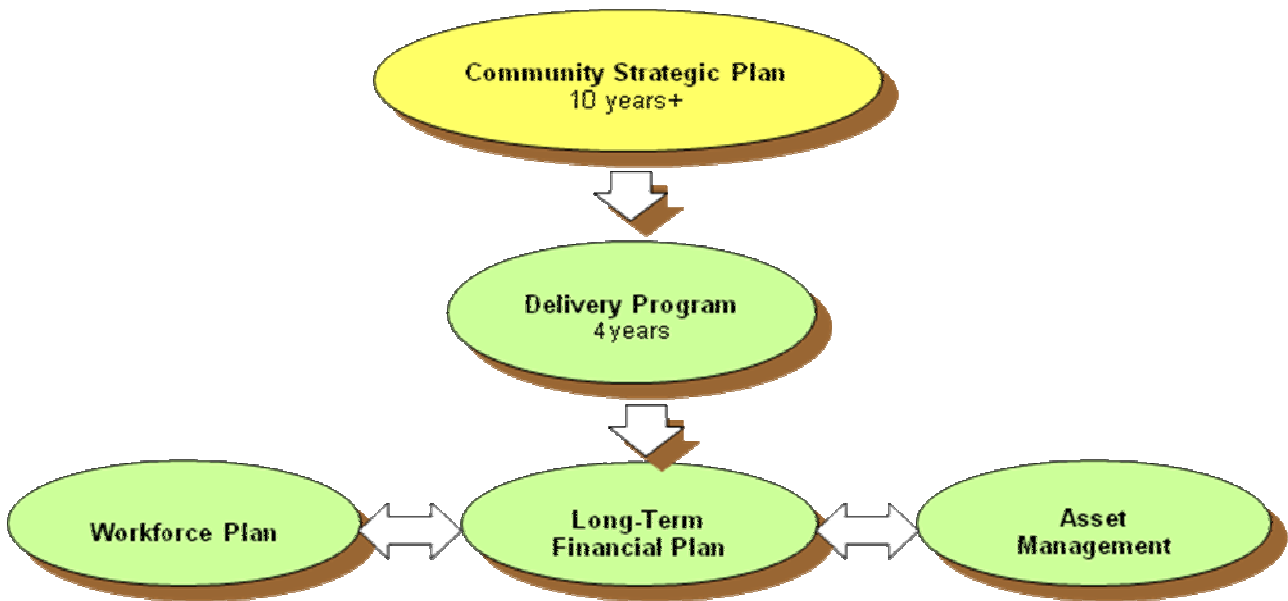 Community Strategic Plan
10 years+
Delivery Program
4 years
Workforce Plan
Long-Term
Financial Plan
Asset
Management